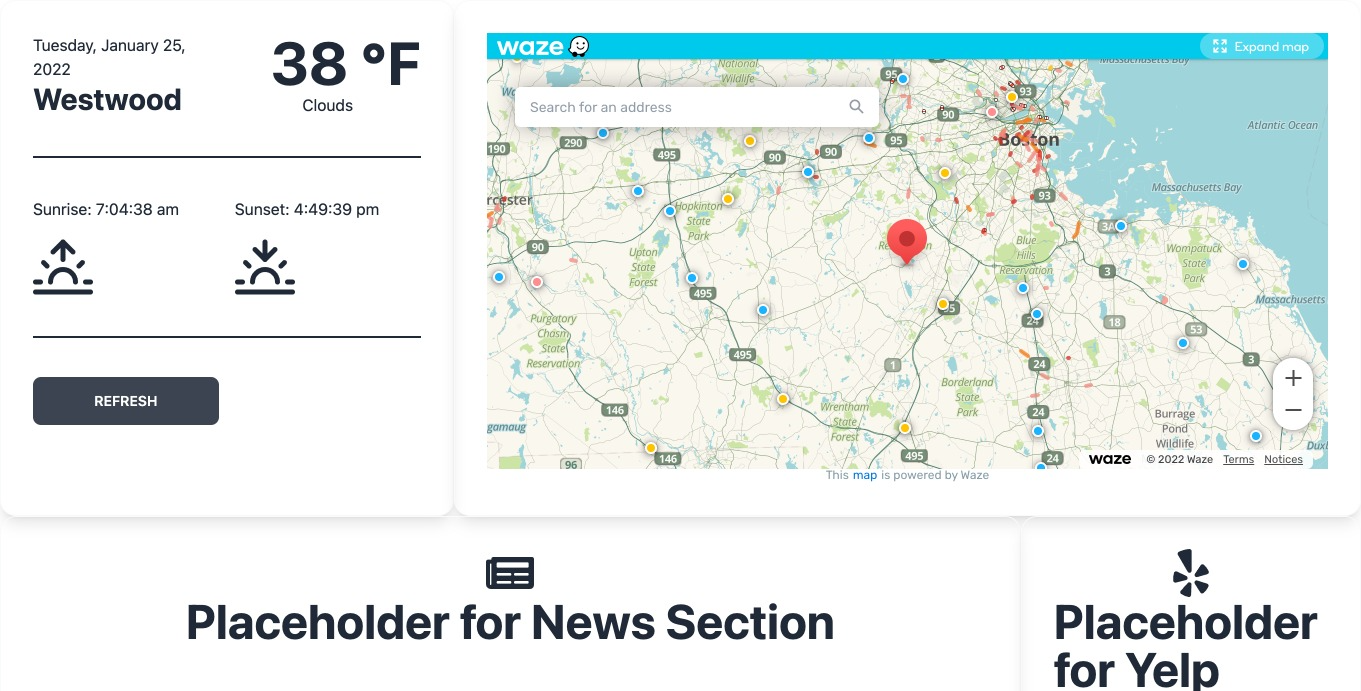 Tuesday, January 25,
2022
Westwood
38 °F
Clouds
Sunrise: 7:04:38 am
Sunset: 4:49:39 pm
REFRESH
waze
Expand map
Search for an address
National
Wildlife
Massachusetts Bay
Atlantic Ocean
Massachusetts Bay
95
93
90
290
190
495
90
90
95
Boston
93
rcester
Hopkinton
State
Park
3A
90
Upton
State
Forest
Blue
Hills
Reservation
Wompatuck
State
Park
3
495
Massachusetts
24
18
53
Purgatory
Chasm
State
Reservation
495
1
24
3
Borderland
State
Park
146
Wrentham
State
Forest
24
Burrage
Pond
Wildlife
gamaug
96
146
495
24
+
−
waze
© 2022 Waze
Terms
Notices
This map is powered by Waze
Placeholder for News Section
Placeholder
for Yelp